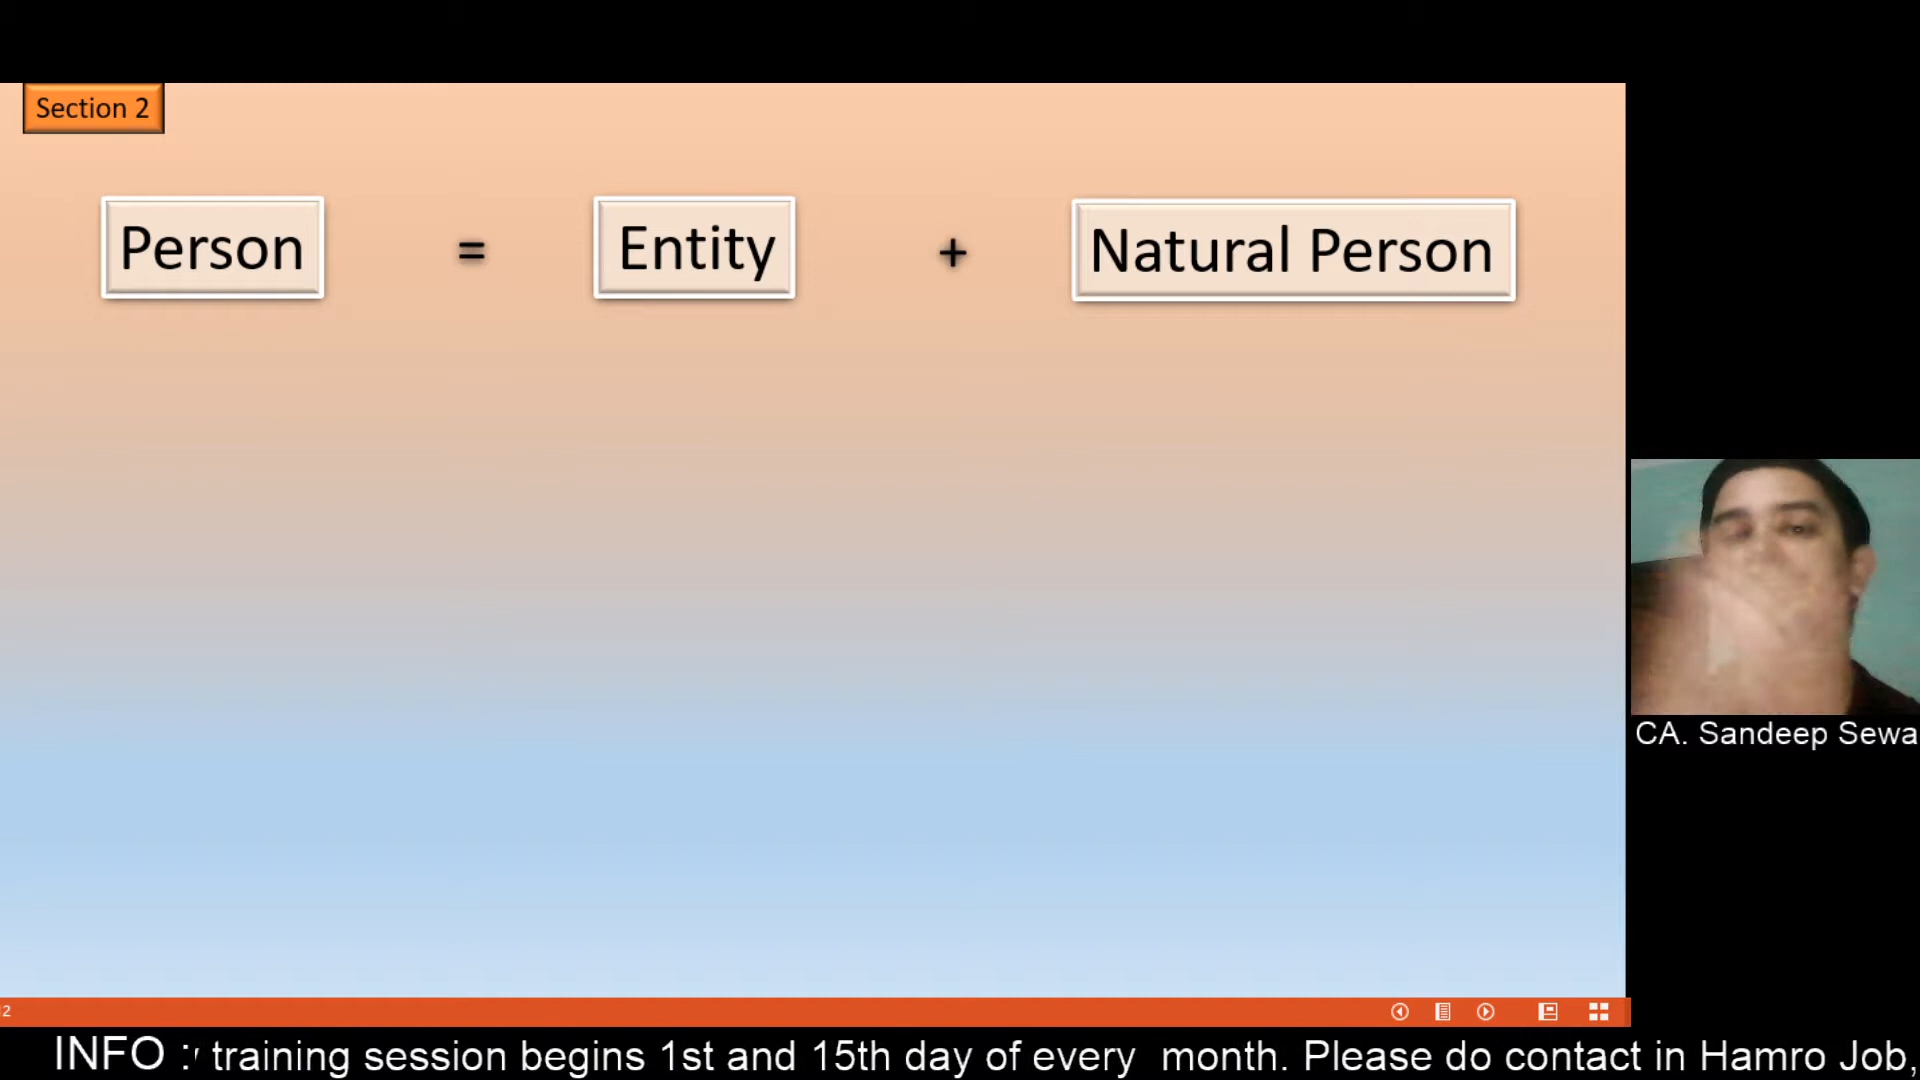 Section 2
Person = Entity + Natural Person
CA. Sandeep Sewa
12
INFO : training session begins 1st and 15th day of every month. Please do contact in Hamro Job,